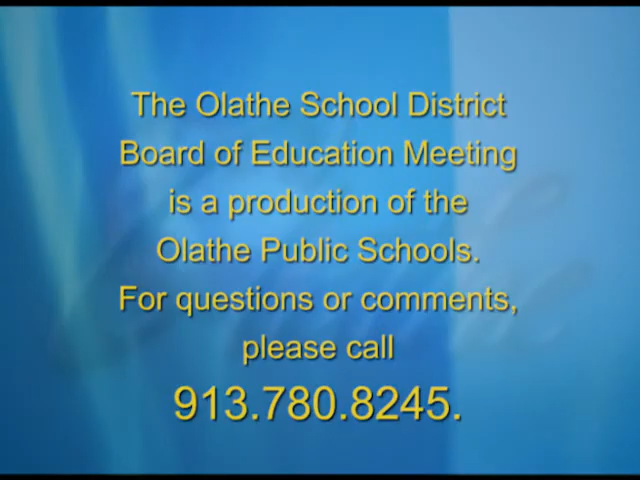 The Olathe School District
Board of Education Meeting
is a production of the
Olathe Public Schools.
For questions or comments,
please call
913.780.8245.